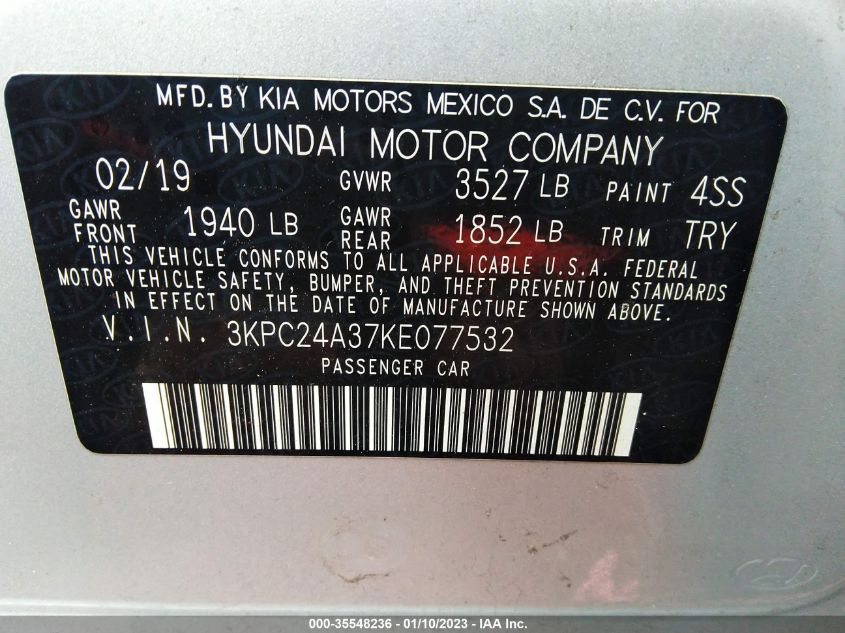 MFD. BY KIA MOTORS MEXICO S.A. DE C.V. FOR
HYUNDAI MOTOR COMPANY
02/19 GVWR 3527 LB PAINT 4SS
GAWR FRONT 1940 LB GAWR REAR 1852 LB TRIM TRY
THIS VEHICLE CONFORMS TO ALL APPLICABLE U.S.A. FEDERAL
MOTOR VEHICLE SAFETY, BUMPER, AND THEFT PREVENTION STANDARDS
IN EFFECT ON THE DATE OF MANUFACTURE SHOWN ABOVE.
V.I.N. 3KPC24A37KE077532
PASSENGER CAR
000-35548236 - 01/10/2023 - IAA Inc.